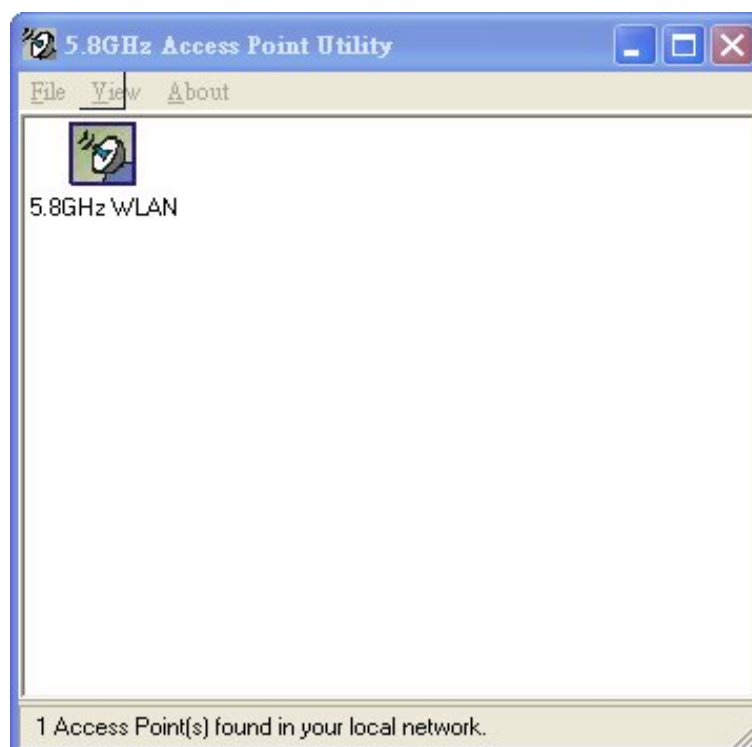 5.8GHz Access Point Utility
File View About
5.8GHz WLAN
1 Access Point(s) found in your local network.